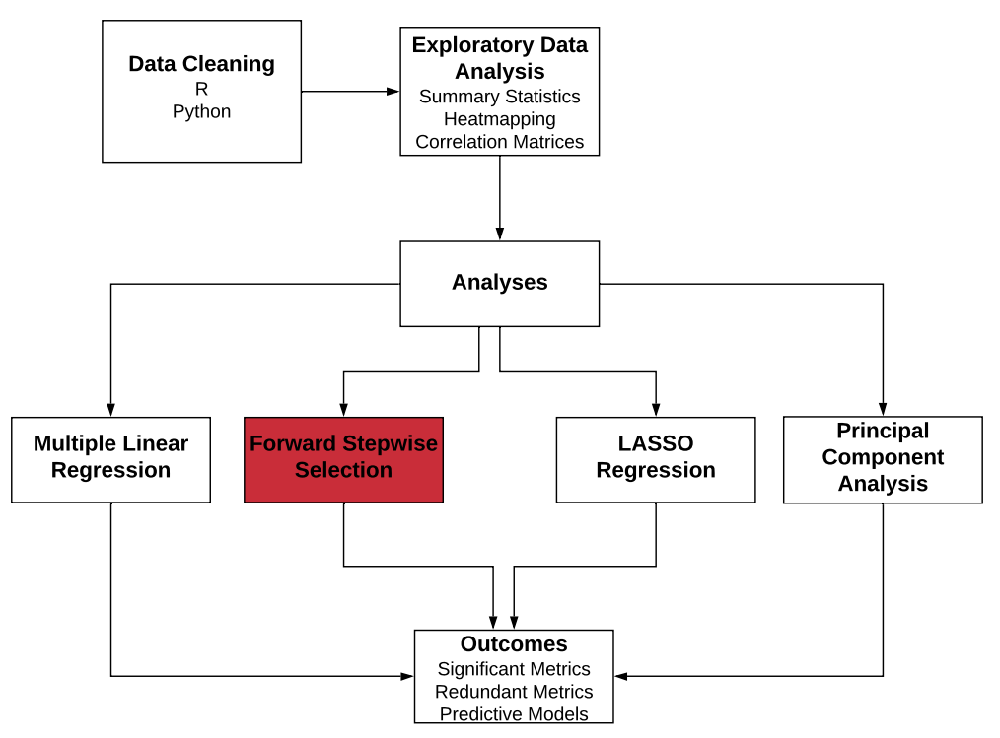 Data Cleaning
R
Python
Exploratory Data
Analysis
Summary Statistics
Heatmapping
Correlation Matrices
Analyses
Multiple Linear
Regression
Forward Stepwise
Selection
LASSO
Regression
Principal
Component
Analysis
Outcomes
Significant Metrics
Redundant Metrics
Predictive Models